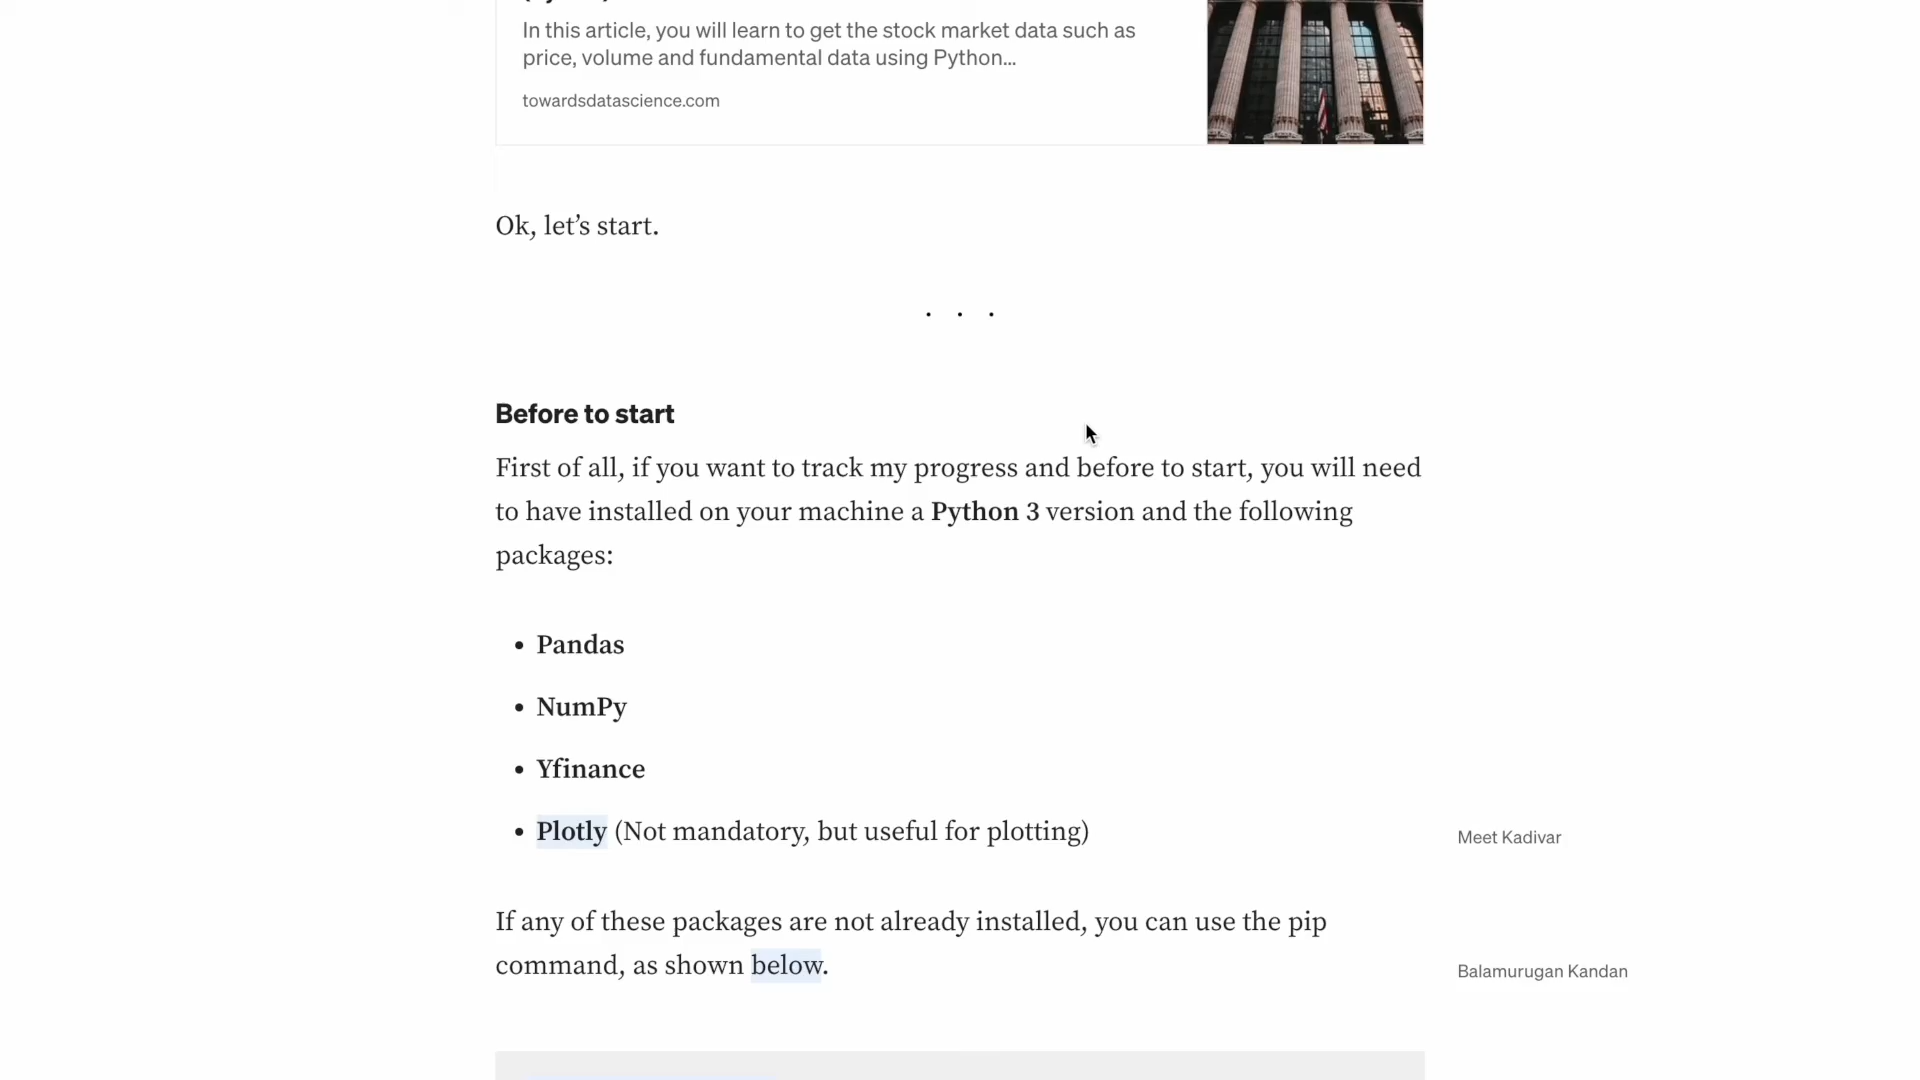 In this article, you will learn to get the stock market data such as
price, volume and fundamental data using Python...
towardsdatascience.com
Ok, let’s start.
. . .
Before to start
First of all, if you want to track my progress and before to start, you will need
to have installed on your machine a Python 3 version and the following
packages:
• Pandas
• NumPy
• Yfinance
• Plotly (Not mandatory, but useful for plotting)
Meet Kadivar
If any of these packages are not already installed, you can use the pip
command, as shown below.
Balamurugan Kandan